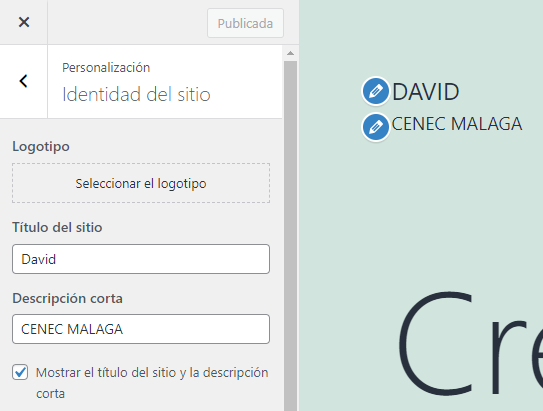 Publicada
Personalización
Identidad del sitio
Logotipo
Seleccionar el logotipo
Título del sitio
David
Descripción corta
CENEC MALAGA
Mostrar el título del sitio y la descripción
corta
DAVID
CENEC MALAGA
Cre